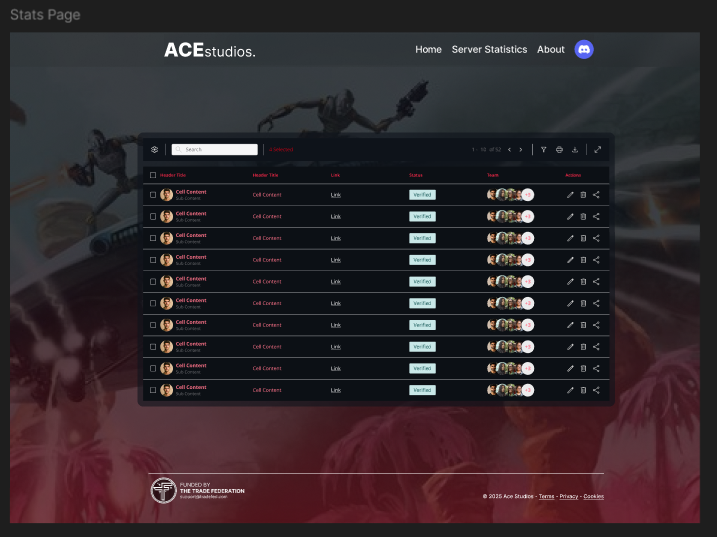 Stats Page
ACEstudios.
Home Server Statistics About
Search
4 Selected
1 - 10 of 52
Header Title Header Title Link Status Team Actions
Cell Content Cell Content Link Verified +3
Sub Content
Cell Content Cell Content Link Verified +3
Sub Content
Cell Content Cell Content Link Verified +3
Sub Content
Cell Content Cell Content Link Verified +3
Sub Content
Cell Content Cell Content Link Verified +3
Sub Content
Cell Content Cell Content Link Verified +3
Sub Content
Cell Content Cell Content Link Verified +3
Sub Content
Cell Content Cell Content Link Verified +3
Sub Content
Cell Content Cell Content Link Verified +3
Sub Content
Cell Content Cell Content Link Verified +3
Sub Content
FUNDED BY
THE TRADE FEDERATION
© 2025 Ace Studios - Terms - Privacy - Cookies